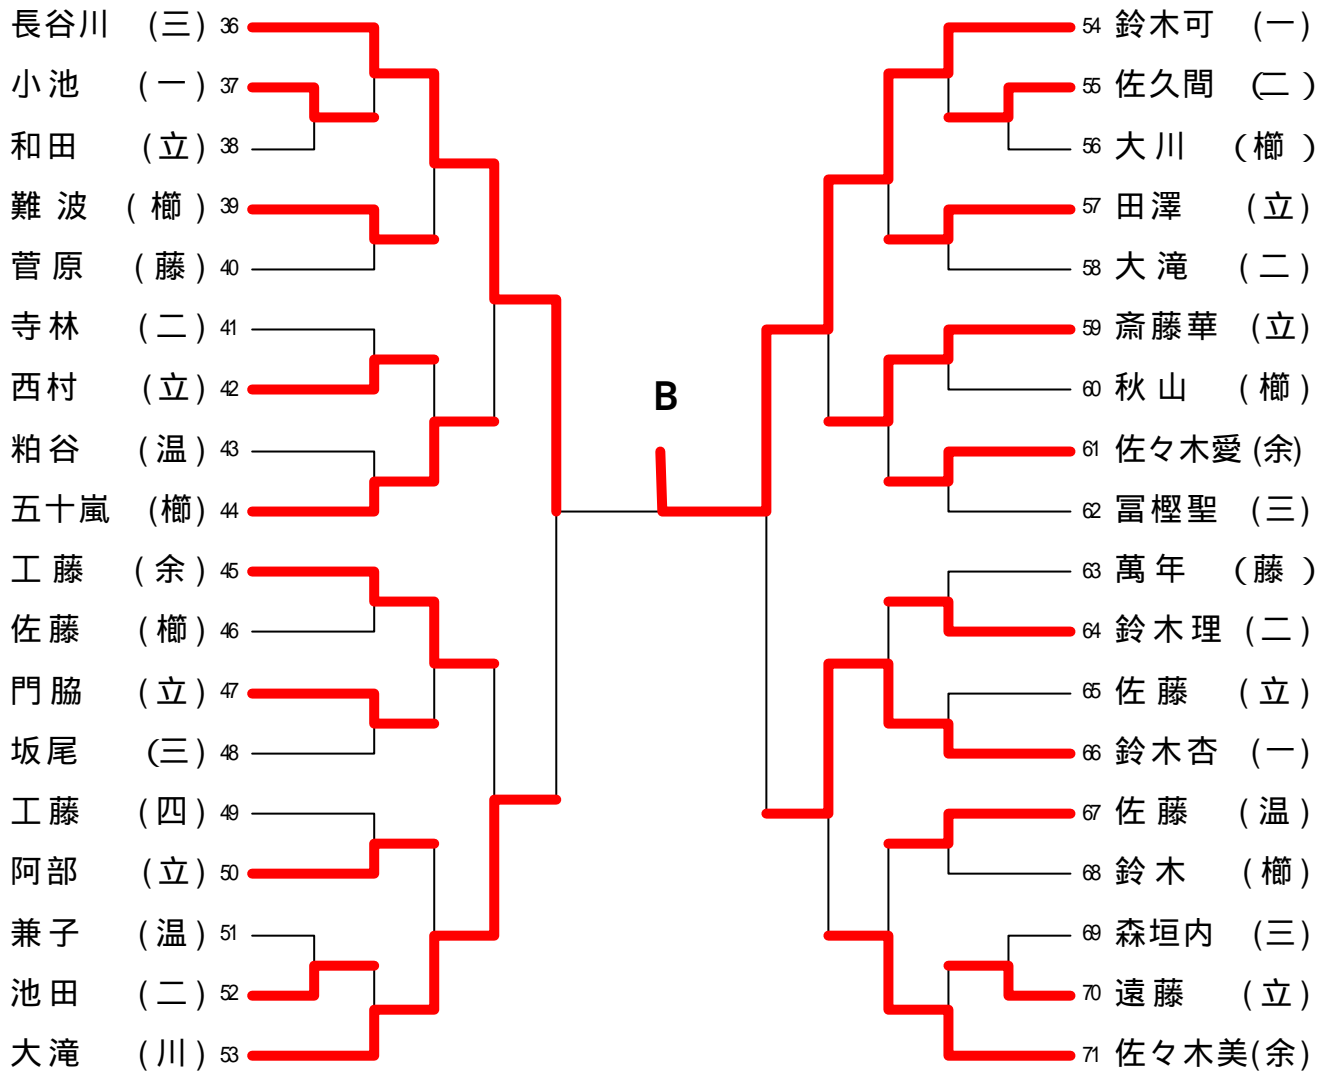 長谷川 (三) 36
小池 (一) 37
和田 (立) 38
難波 (櫛) 39
菅原 (藤) 40
寺林 (二) 41
西村 (立) 42
粕谷 (温) 43
五十嵐 (櫛) 44
工藤 (余) 45
佐藤 (櫛) 46
門脇 (立) 47
坂尾 (三) 48
工藤 (四) 49
阿部 (立) 50
兼子 (温) 51
池田 (二) 52
大滝 (川) 53
B
54 鈴木可 (一)
55 佐久間 (二)
56 大川 (櫛)
57 田澤 (立)
58 大滝 (二)
59 斎藤華 (立)
60 秋山 (櫛)
61 佐々木愛 (余)
62 冨樫聖 (三)
63 萬年 (藤)
64 鈴木理 (二)
65 佐藤 (立)
66 鈴木杏 (一)
67 佐藤 (温)
68 鈴木 (櫛)
69 森垣内 (三)
70 遠藤 (立)
71 佐々木美(余)